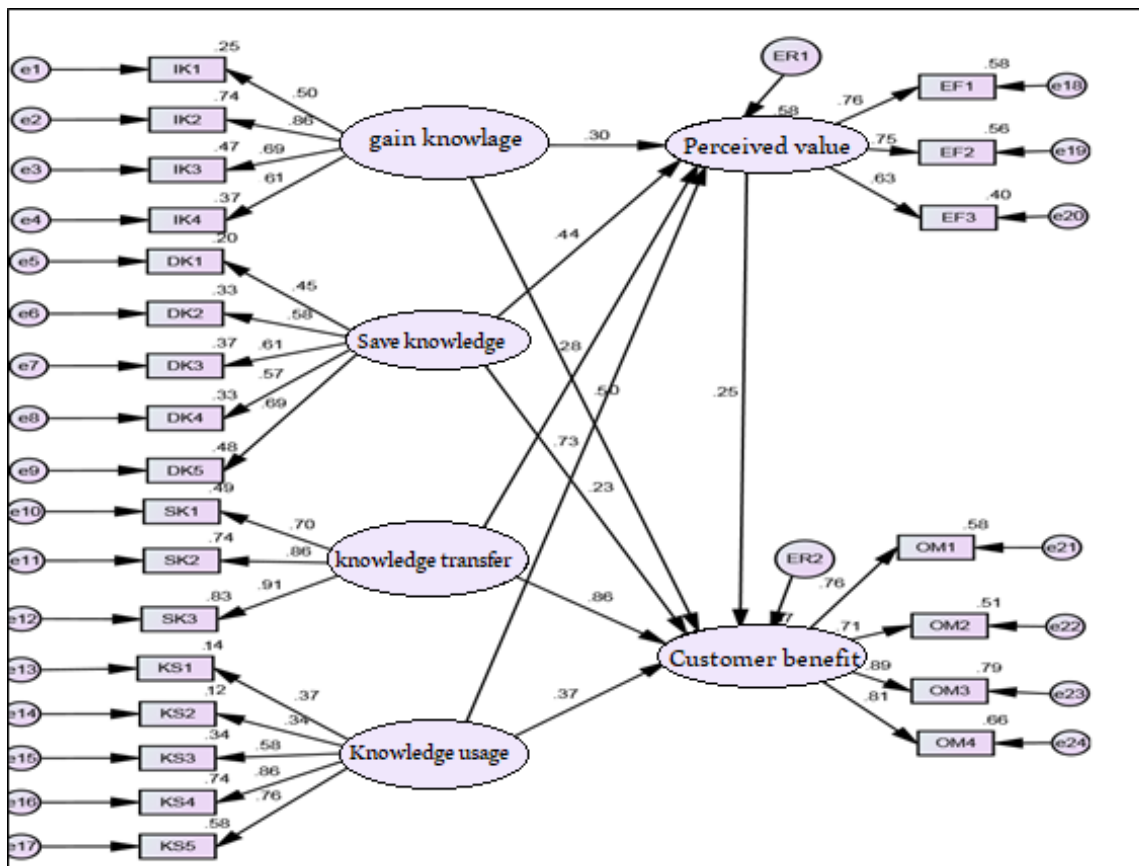 .25
e1 IK1
.50
.74
e2 IK2
.86
.47
e3 IK3
.69
.37
e4 IK4
.61
gain knowlage
.30
.20
e5 DK1
.45
.33
e6 DK2
.58
.37
e7 DK3
.61
.33
e8 DK4
.57
.48
e9 DK5
.69
Save knowledge
.44
.28
.50
.73
.23
.49
e10 SK1
.70
.74
e11 SK2
.86
.83
e12 SK3
.91
knowledge transfer
.86
.14
e13 KS1
.37
.12
e14 KS2
.34
.34
e15 KS3
.58
.74
e16 KS4
.86
.58
e17 KS5
.76
Knowledge usage
.37
ER1
.58
Perceived value
.76
.58
EF1 e18
.75
.56
EF2 e19
.63
.40
EF3 e20
.25
ER2
Customer benefit
.76
.58
OM1 e21
.71
.51
OM2 e22
.89
.79
OM3 e23
.81
.66
OM4 e24